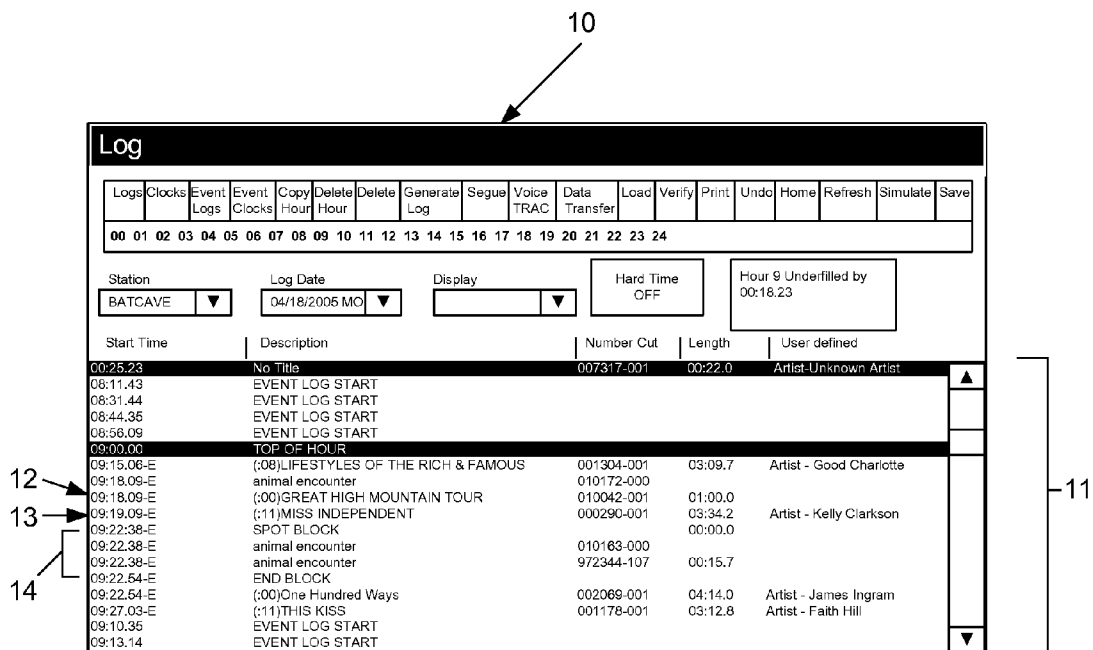 10
Log
Logs Clocks Event Logs Event Clocks Copy Hour Delete Hour Delete Generate Log Segue Voice TRAC Data Transfer Load Verify Print Undo Home Refresh Simulate Save
00 01 02 03 04 05 06 07 08 09 10 11 12 13 14 15 16 17 18 19 20 21 22 23 24
Station Log Date Display Hard Time OFF Hour 9 Underfilled by 00:18.23
BATCAVE ▼ 04/18/2005 MO ▼ ▼
Start Time Description Number Cut Length User defined
00:25.23 No Title 007317-001 00:22.0 Artist-Unknown Artist
08:11.43 EVENT LOG START
08:31.44 EVENT LOG START
08:44.35 EVENT LOG START
08:56.09 EVENT LOG START
09:00.00 TOP OF HOUR
09:15.06-E (:08)LIFESTYLES OF THE RICH & FAMOUS 001304-001 03:09.7 Artist - Good Charlotte
09:18.09-E animal encounter 010172-000
12 09:18.09-E (:00)GREAT HIGH MOUNTAIN TOUR 010042-001 01:00.0
11
13 09:19.09-E (:11)MISS INDEPENDENT 000290-001 03:34.2 Artist - Kelly Clarkson
09:22:38-E SPOT BLOCK 00:00.0
09:22.38-E animal encounter 010163-000
09:22.38-E animal encounter 972344-107 00:15.7
14 09:22.54-E END BLOCK
09:22.54-E (:00)One Hundred Ways 002069-001 04:14.0 Artist - James Ingram
09:27.03-E (:11)THIS KISS 001178-001 03:12.8 Artist - Faith Hill
09:10.35 EVENT LOG START
09:13.14 EVENT LOG START